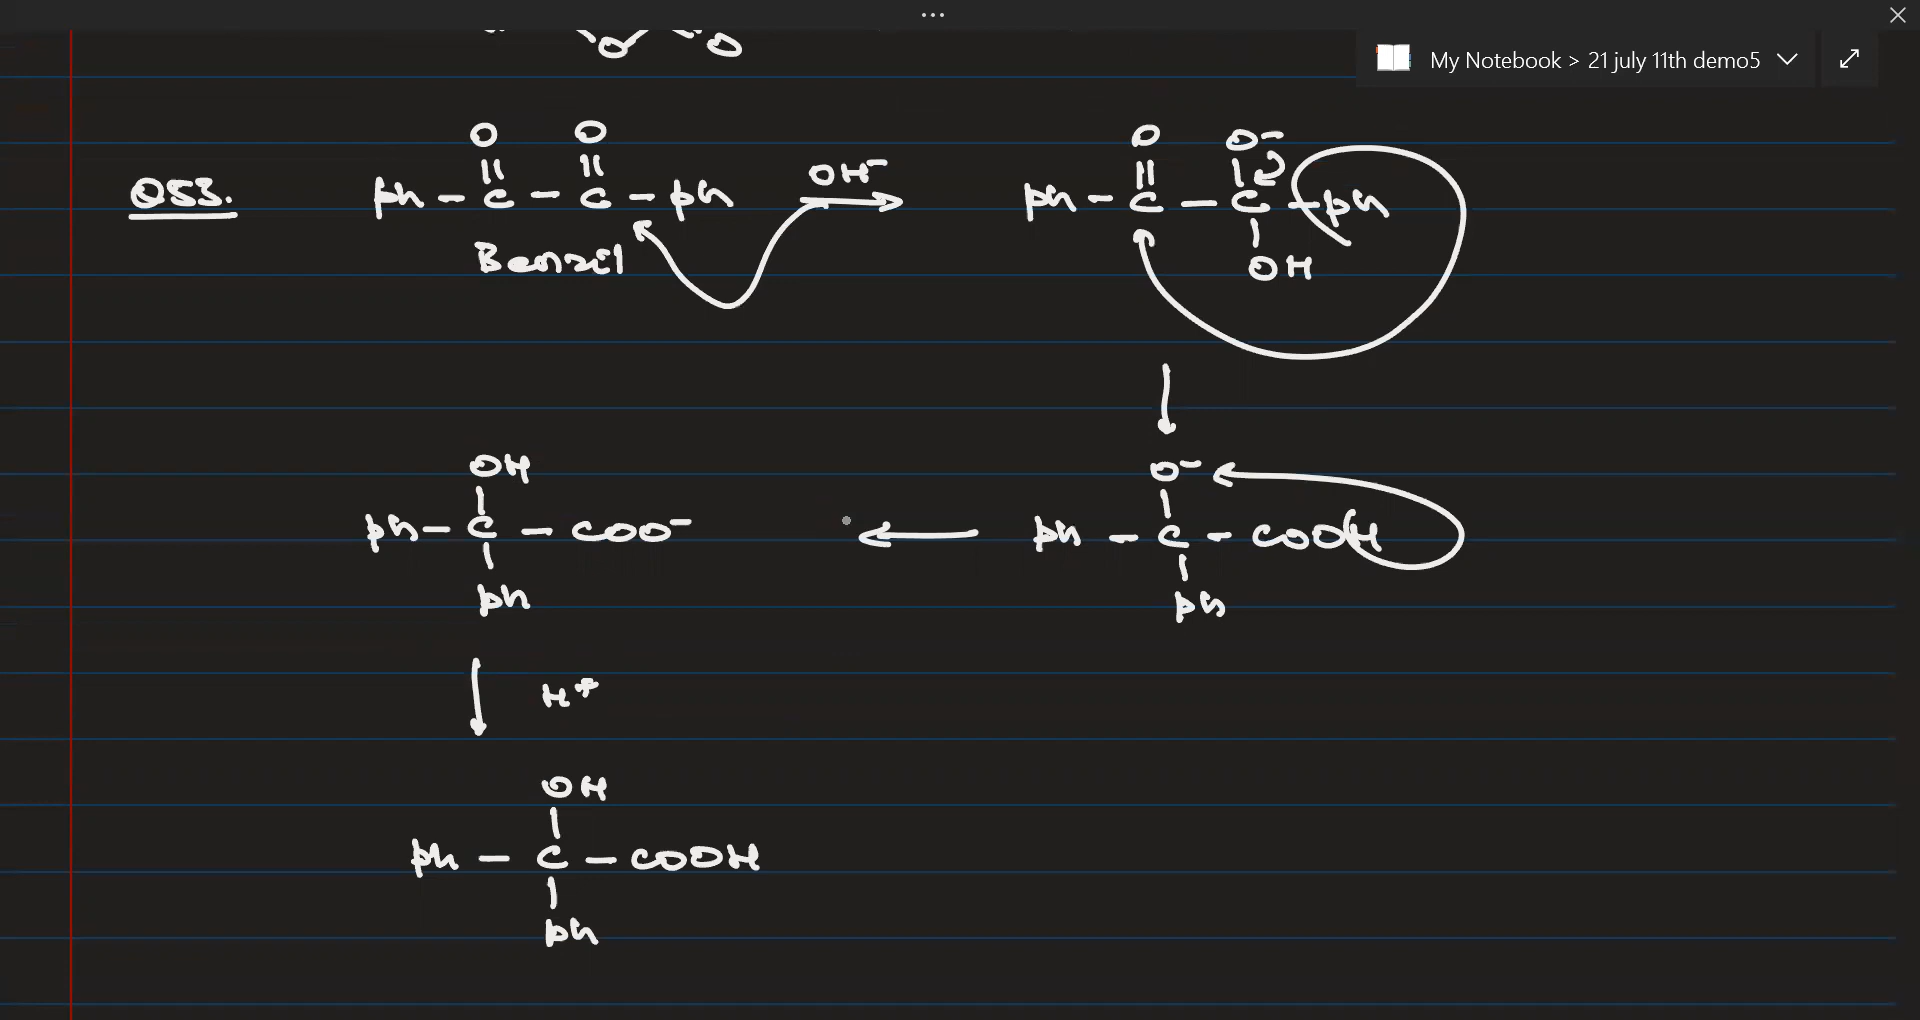 My Notebook > 21 july 11th demo5
O O
|| ||
Q53. Ph – C – C – Ph OH⁻
Benzil
O O⁻
|| |
Ph – C – C – Ph
|
OH
O⁻
|
Ph – C – COOH
|
Ph
OH
|
Ph – C – COO⁻
|
Ph
H⁺
OH
|
Ph – C – COOH
|
Ph